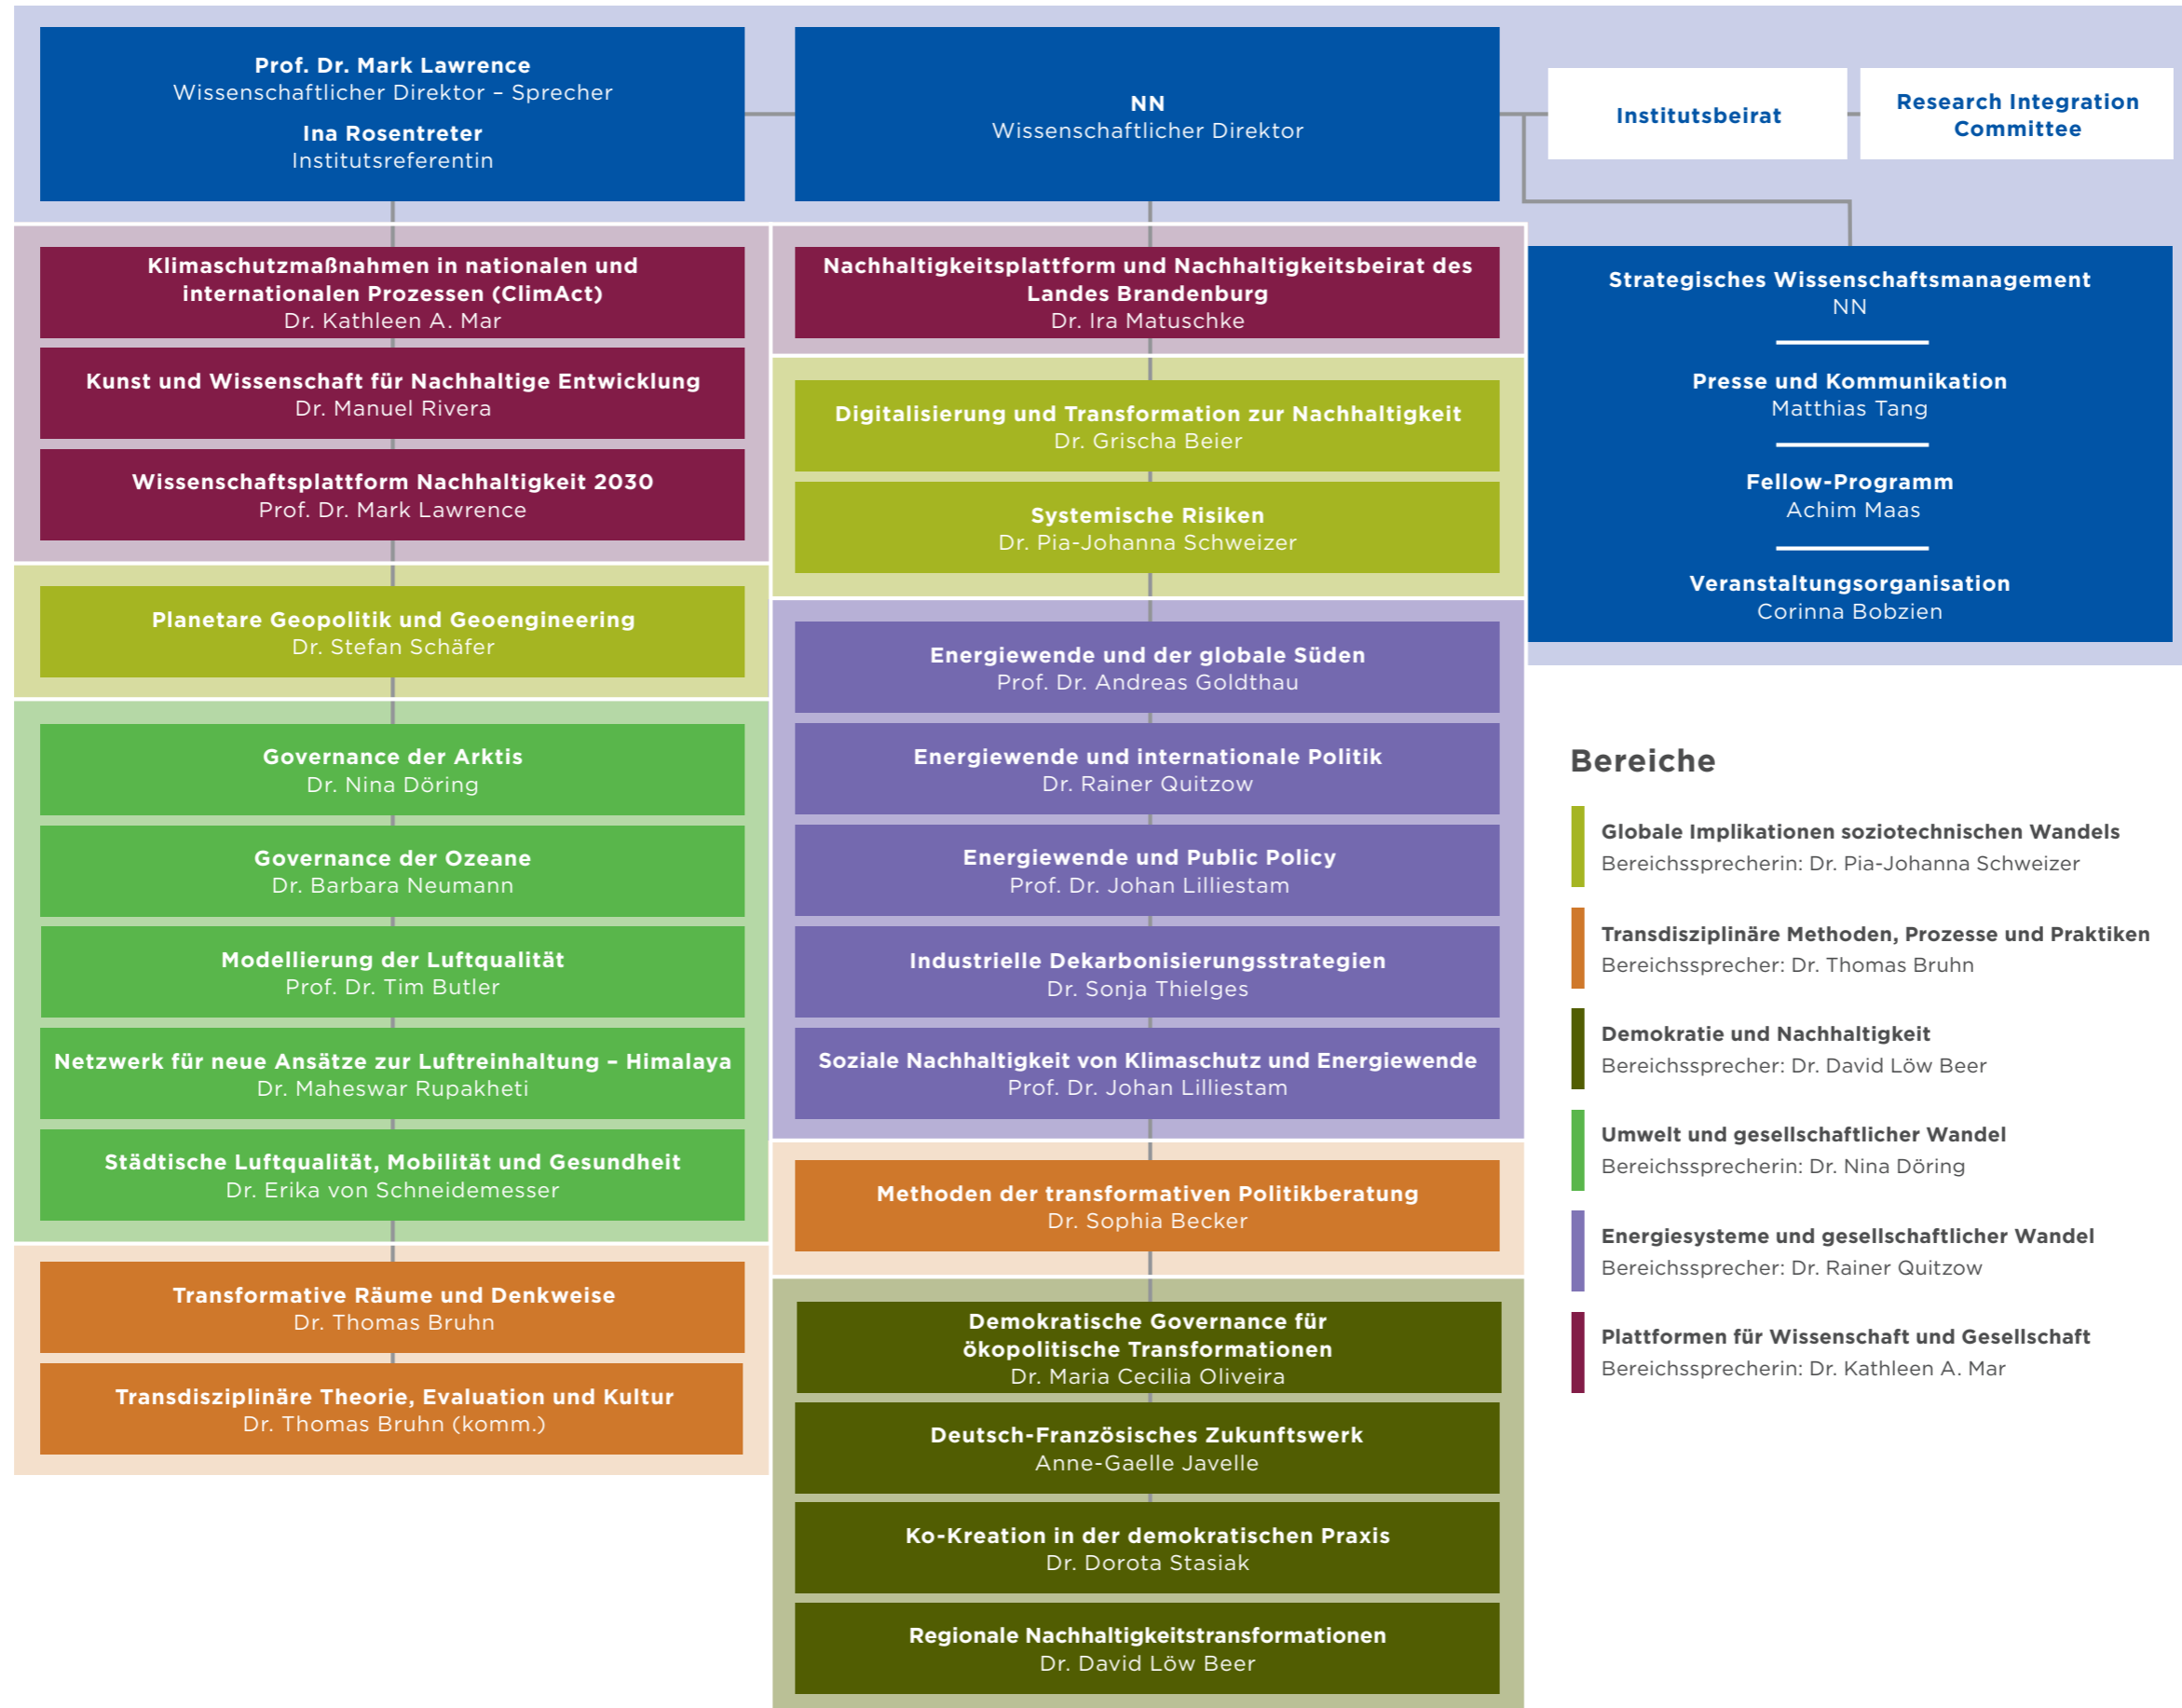 Prof. Dr. Mark Lawrence
Wissenschaftlicher Direktor – Sprecher
Ina Rosentreter
Institutsreferentin
NN
Wissenschaftlicher Direktor
Institutsbeirat
Research Integration
Committee
Klimaschutzmaßnahmen in nationalen und
internationalen Prozessen (ClimAct)
Dr. Kathleen A. Mar
Kunst und Wissenschaft für Nachhaltige Entwicklung
Dr. Manuel Rivera
Wissenschaftsplattform Nachhaltigkeit 2030
Prof. Dr. Mark Lawrence
Planetare Geopolitik und Geoengineering
Dr. Stefan Schäfer
Governance der Arktis
Dr. Nina Döring
Governance der Ozeane
Dr. Barbara Neumann
Modellierung der Luftqualität
Prof. Dr. Tim Butler
Netzwerk für neue Ansätze zur Luftreinhaltung – Himalaya
Dr. Maheswar Rupakheti
Städtische Luftqualität, Mobilität und Gesundheit
Dr. Erika von Schneidemesser
Transformative Räume und Denkweise
Dr. Thomas Bruhn
Transdisziplinäre Theorie, Evaluation und Kultur
Dr. Thomas Bruhn (komm.)
Nachhaltigkeitsplattform und Nachhaltigkeitsbeirat des
Landes Brandenburg
Dr. Ira Matuschke
Digitalisierung und Transformation zur Nachhaltigkeit
Dr. Grischa Beier
Systemische Risiken
Dr. Pia-Johanna Schweizer
Energiewende und der globale Süden
Prof. Dr. Andreas Goldthau
Energiewende und internationale Politik
Dr. Rainer Quitzow
Energiewende und Public Policy
Prof. Dr. Johan Lilliestam
Industrielle Dekarbonisierungsstrategien
Dr. Sonja Thielges
Soziale Nachhaltigkeit von Klimaschutz und Energiewende
Prof. Dr. Johan Lilliestam
Methoden der transformativen Politikberatung
Dr. Sophia Becker
Demokratische Governance für
ökopolitische Transformationen
Dr. Maria Cecilia Oliveira
Deutsch-Französisches Zukunftswerk
Anne-Gaelle Javelle
Ko-Kreation in der demokratischen Praxis
Dr. Dorota Stasiak
Regionale Nachhaltigkeitstransformationen
Dr. David Löw Beer
Strategisches Wissenschaftsmanagement
NN
Presse und Kommunikation
Matthias Tang
Fellow-Programm
Achim Maas
Veranstaltungsorganisation
Corinna Bobzien
Bereiche
Globale Implikationen soziotechnischen Wandels
Bereichssprecherin: Dr. Pia-Johanna Schweizer
Transdisziplinäre Methoden, Prozesse und Praktiken
Bereichssprecher: Dr. Thomas Bruhn
Demokratie und Nachhaltigkeit
Bereichssprecher: Dr. David Löw Beer
Umwelt und gesellschaftlicher Wandel
Bereichssprecherin: Dr. Nina Döring
Energiesysteme und gesellschaftlicher Wandel
Bereichssprecher: Dr. Rainer Quitzow
Plattformen für Wissenschaft und Gesellschaft
Bereichssprecherin: Dr. Kathleen A. Mar